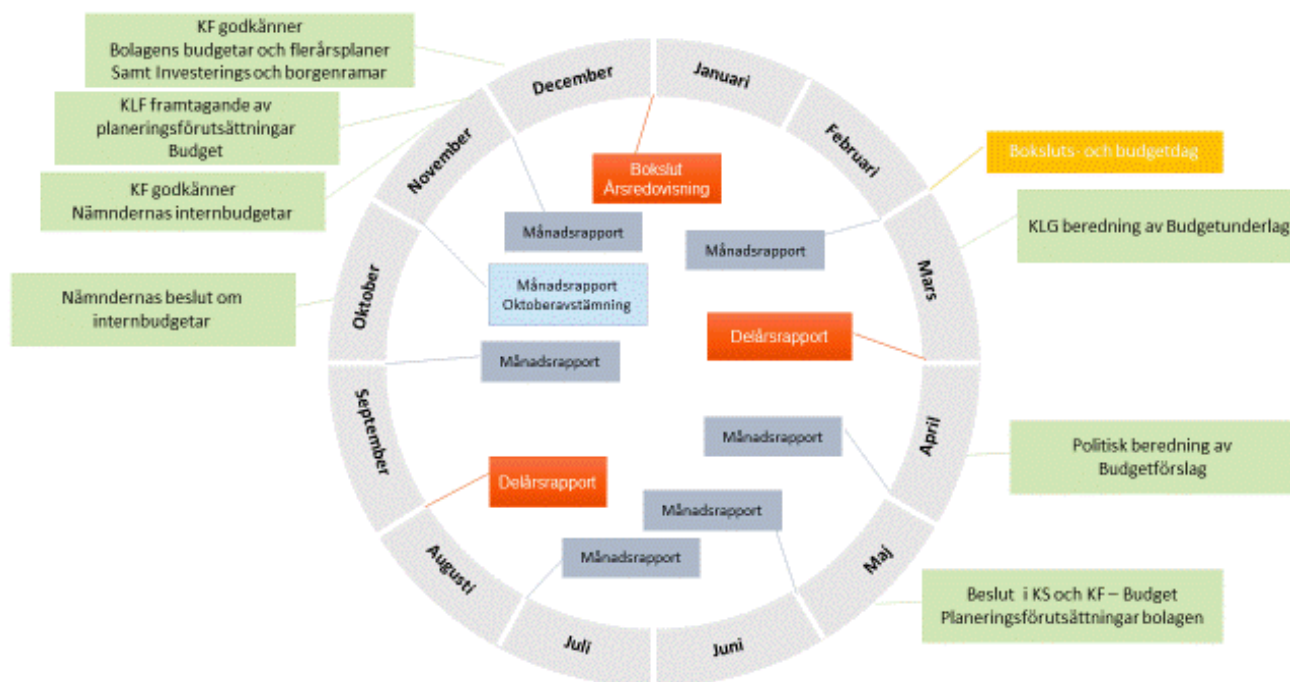 KF godkänner
Bolagens budgetar och flerårsplaner
Samt Investerings och borgenramar
KLF framtagande av
planeringsförutsättningar
Budget
KF godkänner
Nämndernas internbudgetar
Nämndernas beslut om
internbudgetar
December
Januari
Februari
Mars
April
Maj
Juni
Juli
Augusti
September
Oktober
November
Bokslut
Årsredovisning
Månadsrapport
Månadsrapport
Månadsrapport
Oktoberavstämning
Delårsrapport
Månadsrapport
Månadsrapport
Delårsrapport
Månadsrapport
Månadsrapport
Boksluts- och budgetdag
KLG beredning av Budgetunderlag
Politisk beredning av
Budgetförslag
Beslut i KS och KF – Budget
Planeringsförutsättningar bolagen